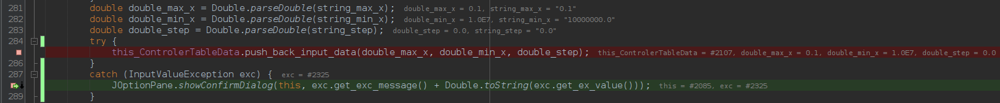 281 double double_max_x = Double.parseDouble(string_max_x); double_max_x = 0.1, string_max_x = "0.1"
282 double double_min_x = Double.parseDouble(string_min_x); double_min_x = 1.0E7, string_min_x = "10000000.0"
283 double double_step = Double.parseDouble(string_step); double_step = 0.0, string_step = "0.0"
284 try {
this_ControlerTableData.push_back_input_data(double_max_x, double_min_x, double_step); this_ControlerTableData = #2107, double_max_x = 0.1, double_min_x = 1.0E7, double_step = 0.0
286 }
287 catch (InputValueException exc) { exc = #2325
JOptionPane.showConfirmDialog(this, exc.get_exc_message() + Double.toString(exc.get_ex_value())); this = #2085, exc = #2325
289 }